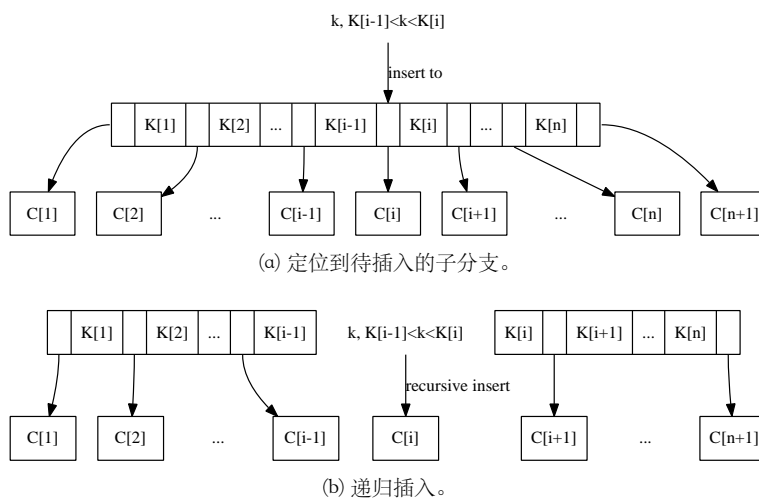 k, K[i-1]<k<K[i]
insert to
K[1] K[2] ... K[i-1] K[i] ... K[n]
C[1] C[2] ... C[i-1] C[i] C[i+1] ... C[n] C[n+1]
(a) 定位到待插入的子分支。
K[1] K[2] ... K[i-1] k, K[i-1]<k<K[i] K[i] K[i+1] ... K[n]
recursive insert
C[1] C[2] ... C[i-1] C[i] C[i+1] ... C[n+1]
(b) 递归插入。